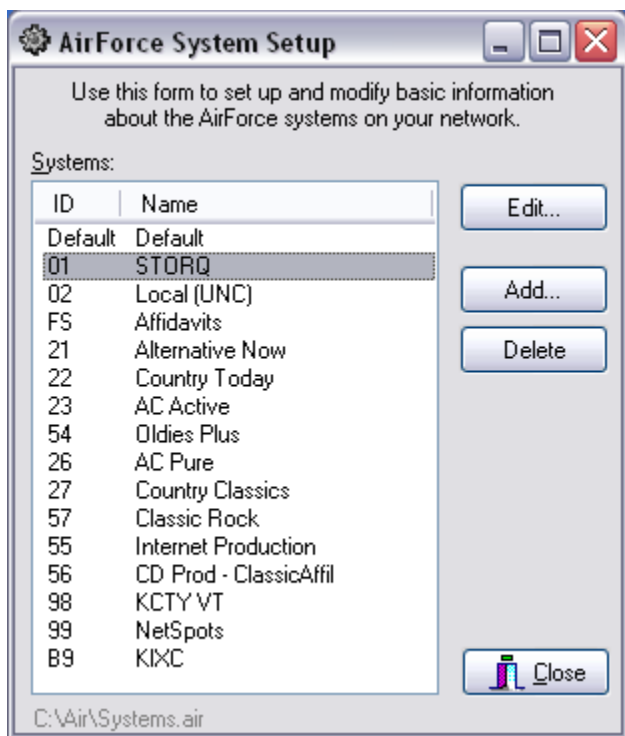 AirForce System Setup
Use this form to set up and modify basic information
about the AirForce systems on your network.
Systems:
ID Name
Default Default
01 STORQ
02 Local (UNC)
FS Affidavits
21 Alternative Now
22 Country Today
23 AC Active
54 Oldies Plus
26 AC Pure
27 Country Classics
57 Classic Rock
55 Internet Production
56 CD Prod - ClassicAffil
98 KCTY VT
99 NetSpots
B9 KIXC
Edit...
Add...
Delete
Close
C:\Air\Systems.air